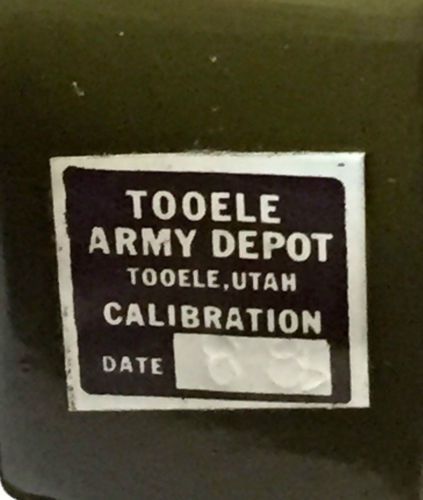 TOOELE
ARMY DEPOT
TOOELE, UTAH
CALIBRATION
DATE